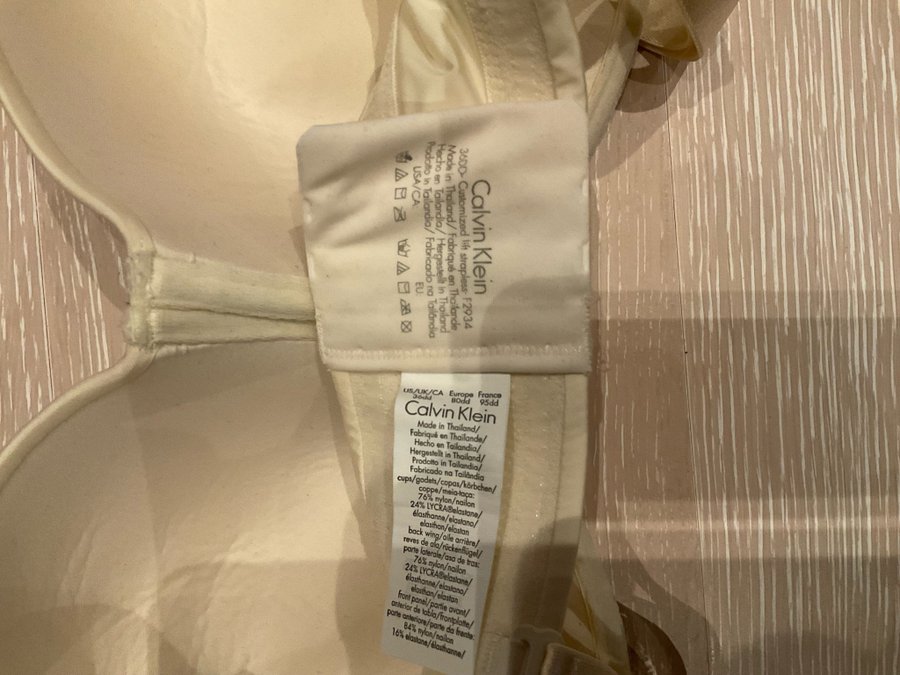 Calvin Klein
36DD- Customized lift strapless- F2934
Made in Thailand/ Fabriqué en Thaïlande
Hecho en Tailandia/ Hergestellt in Thailand
Prodotto in Tailandia/ Fabricado na Tailândia
USA/CA: EU:
US/UK/CA Europe France
36dd 80dd 95dd
Calvin Klein
Made in Thailand/
Fabriqué en Thaïlande/
Hecho en Tailandia/
Hergestellt in Thailand/
Prodotto in Tailandia/
Fabricado na Tailândia
cups/godets/copas/körbchen/
coppe/meia-taça:
76% nylon/nailon
24% LYCRA®elastane/
élasthanne/elastano/
elasthan/elastan
back wing/aile arrière/
reves de ala/rückenflügel/
parte laterale/asa de tras:
76% nylon/nailon
24% LYCRA®elastane/
élasthanne/elastano/
elasthan/elastan
front panel/partie avant/
anterior de tabla/frontplatte/
parte anteriore/parte da frente:
84% nylon/nailon
16% elastane/élasthanne/